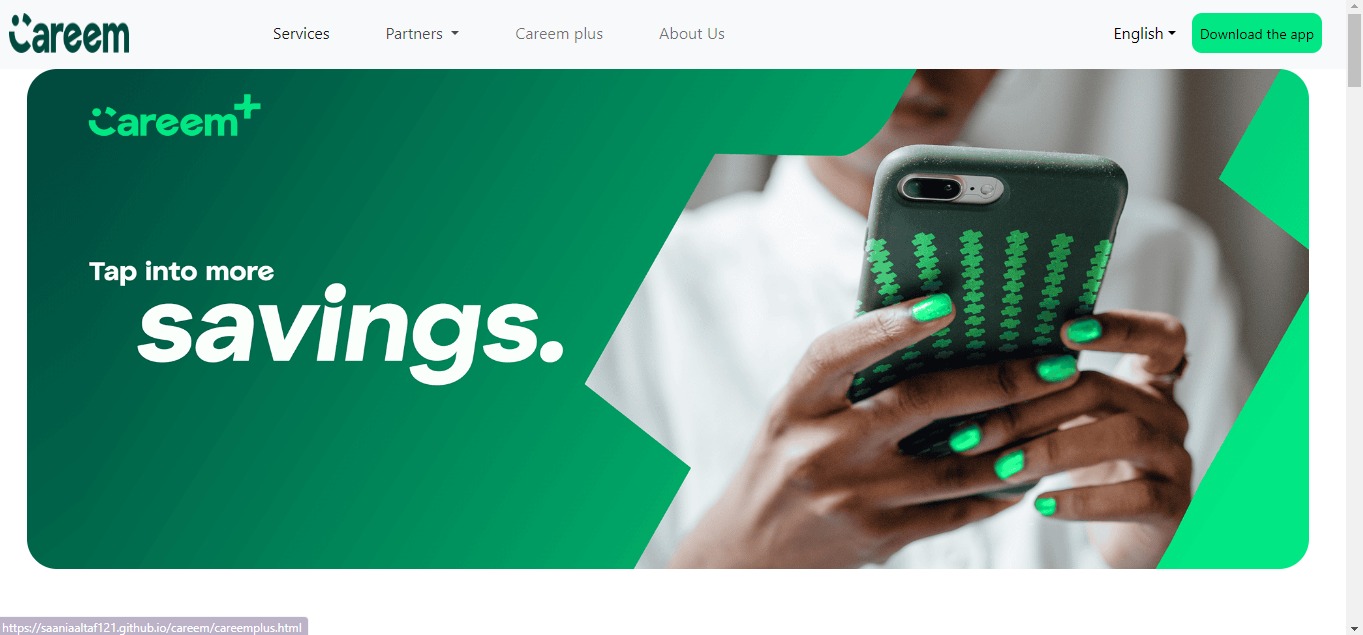 Careem
Services
Partners
Careem plus
About Us
English
Download the app
Careem+
Tap into more
savings.
https://saaniaaltaf121.github.io/careem/careemplus.html